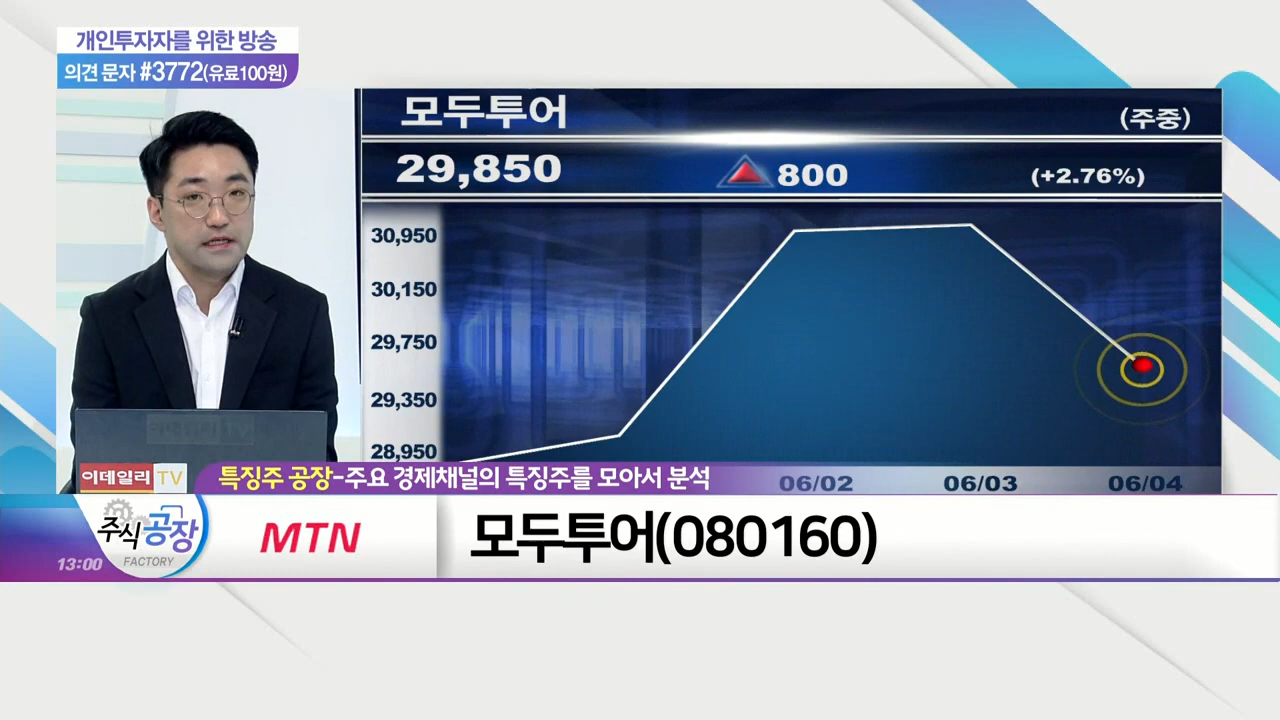 개인투자자를 위한 방송
의견 문자 #3772(유료100원)
모두투어
(주중)
29,850
800
(+2.76%)
30,950
30,150
29,750
29,350
28,950
06/02
06/03
06/04
이데일리 TV
특징주 공장-주요 경제채널의 특징주를 모아서 분석
주식공장
FACTORY
13:00
MTN
모두투어(080160)